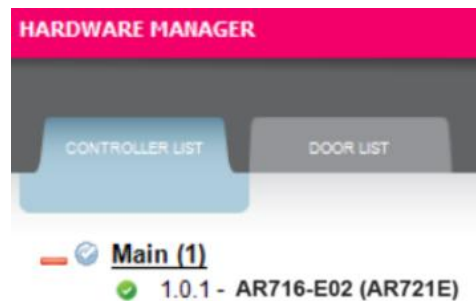 HARDWARE MANAGER
CONTROLLER LIST DOOR LIST
Main (1)
1.0.1 - AR716-E02 (AR721E)